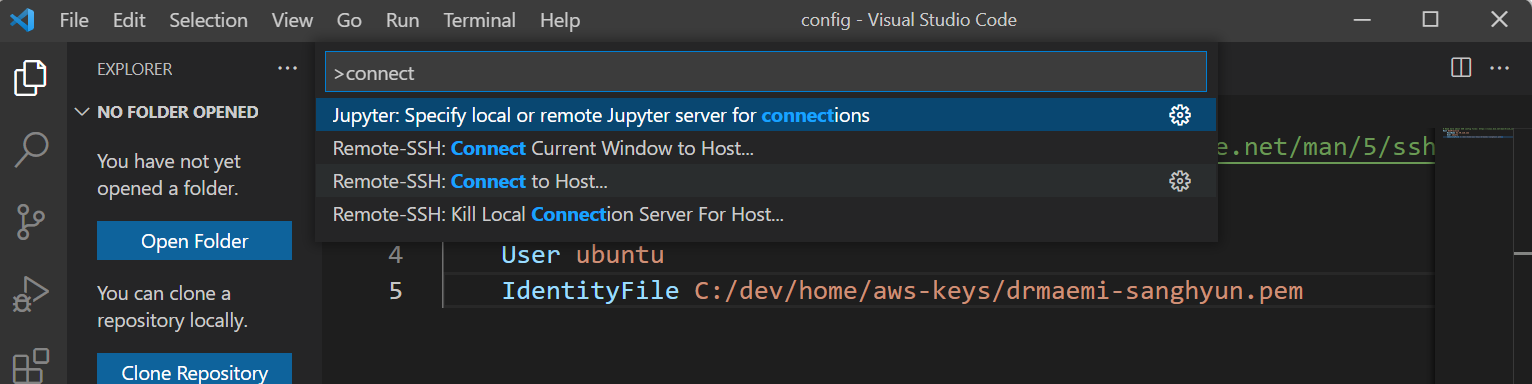 File Edit Selection View Go Run Terminal Help config - Visual Studio Code
EXPLORER
NO FOLDER OPENED
You have not yet
opened a folder.
Open Folder
You can clone a
repository locally.
Clone Repository
>connect
Jupyter: Specify local or remote Jupyter server for connections
Remote-SSH: Connect Current Window to Host...
Remote-SSH: Connect to Host...
Remote-SSH: Kill Local Connection Server For Host...
e.net/man/5/ssh
4 User ubuntu
5 IdentityFile C:/dev/home/aws-keys/drmaemi-sanghyun.pem